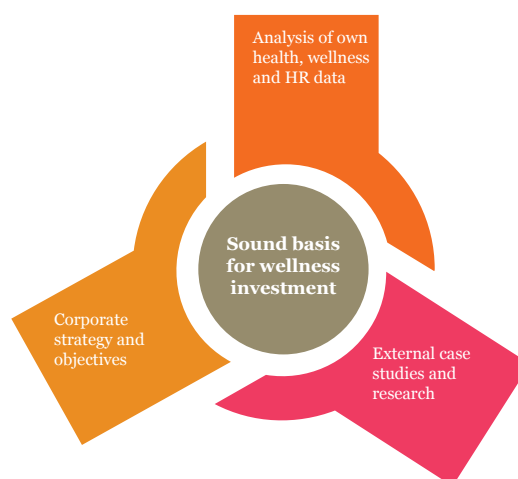 Analysis of own
health, wellness
and HR data
Sound basis
for wellness
investment
Corporate
strategy and
objectives
External case
studies and
research